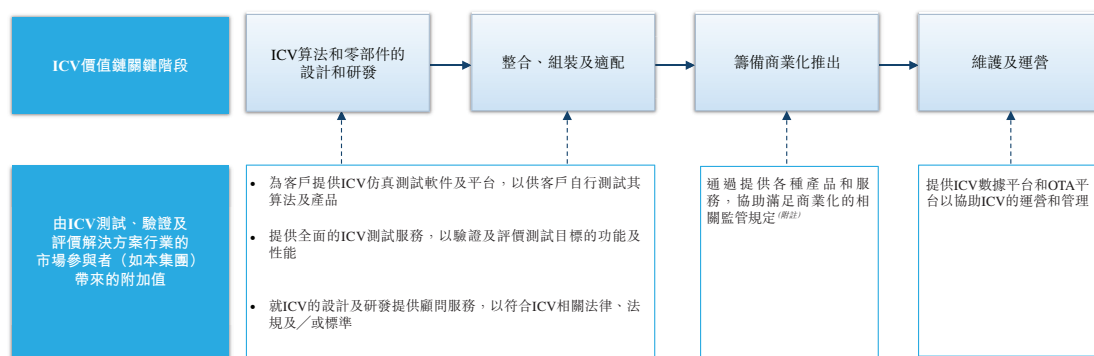 ICV價值鏈關鍵階段
ICV算法和零部件的
設計和研發
整合、組裝及適配
籌備商業化推出
維護及運營
由ICV測試、驗證及
評價解決方案行業的
市場參與者（如本集團）
帶來的附加值
• 為客戶提供ICV仿真測試軟件及平台，以供客戶自行測試其
算法及產品
• 提供全面的ICV測試服務，以驗證及評價測試目標的功能及
性能
• 就ICV的設計及研發提供顧問服務，以符合ICV相關法律、法
規及╱或標準
通過提供各種產品和服
務，協助滿足商業化的相
關監管規定(附註)
提供ICV數據平台和OTA平
台以協助ICV的運營和管理